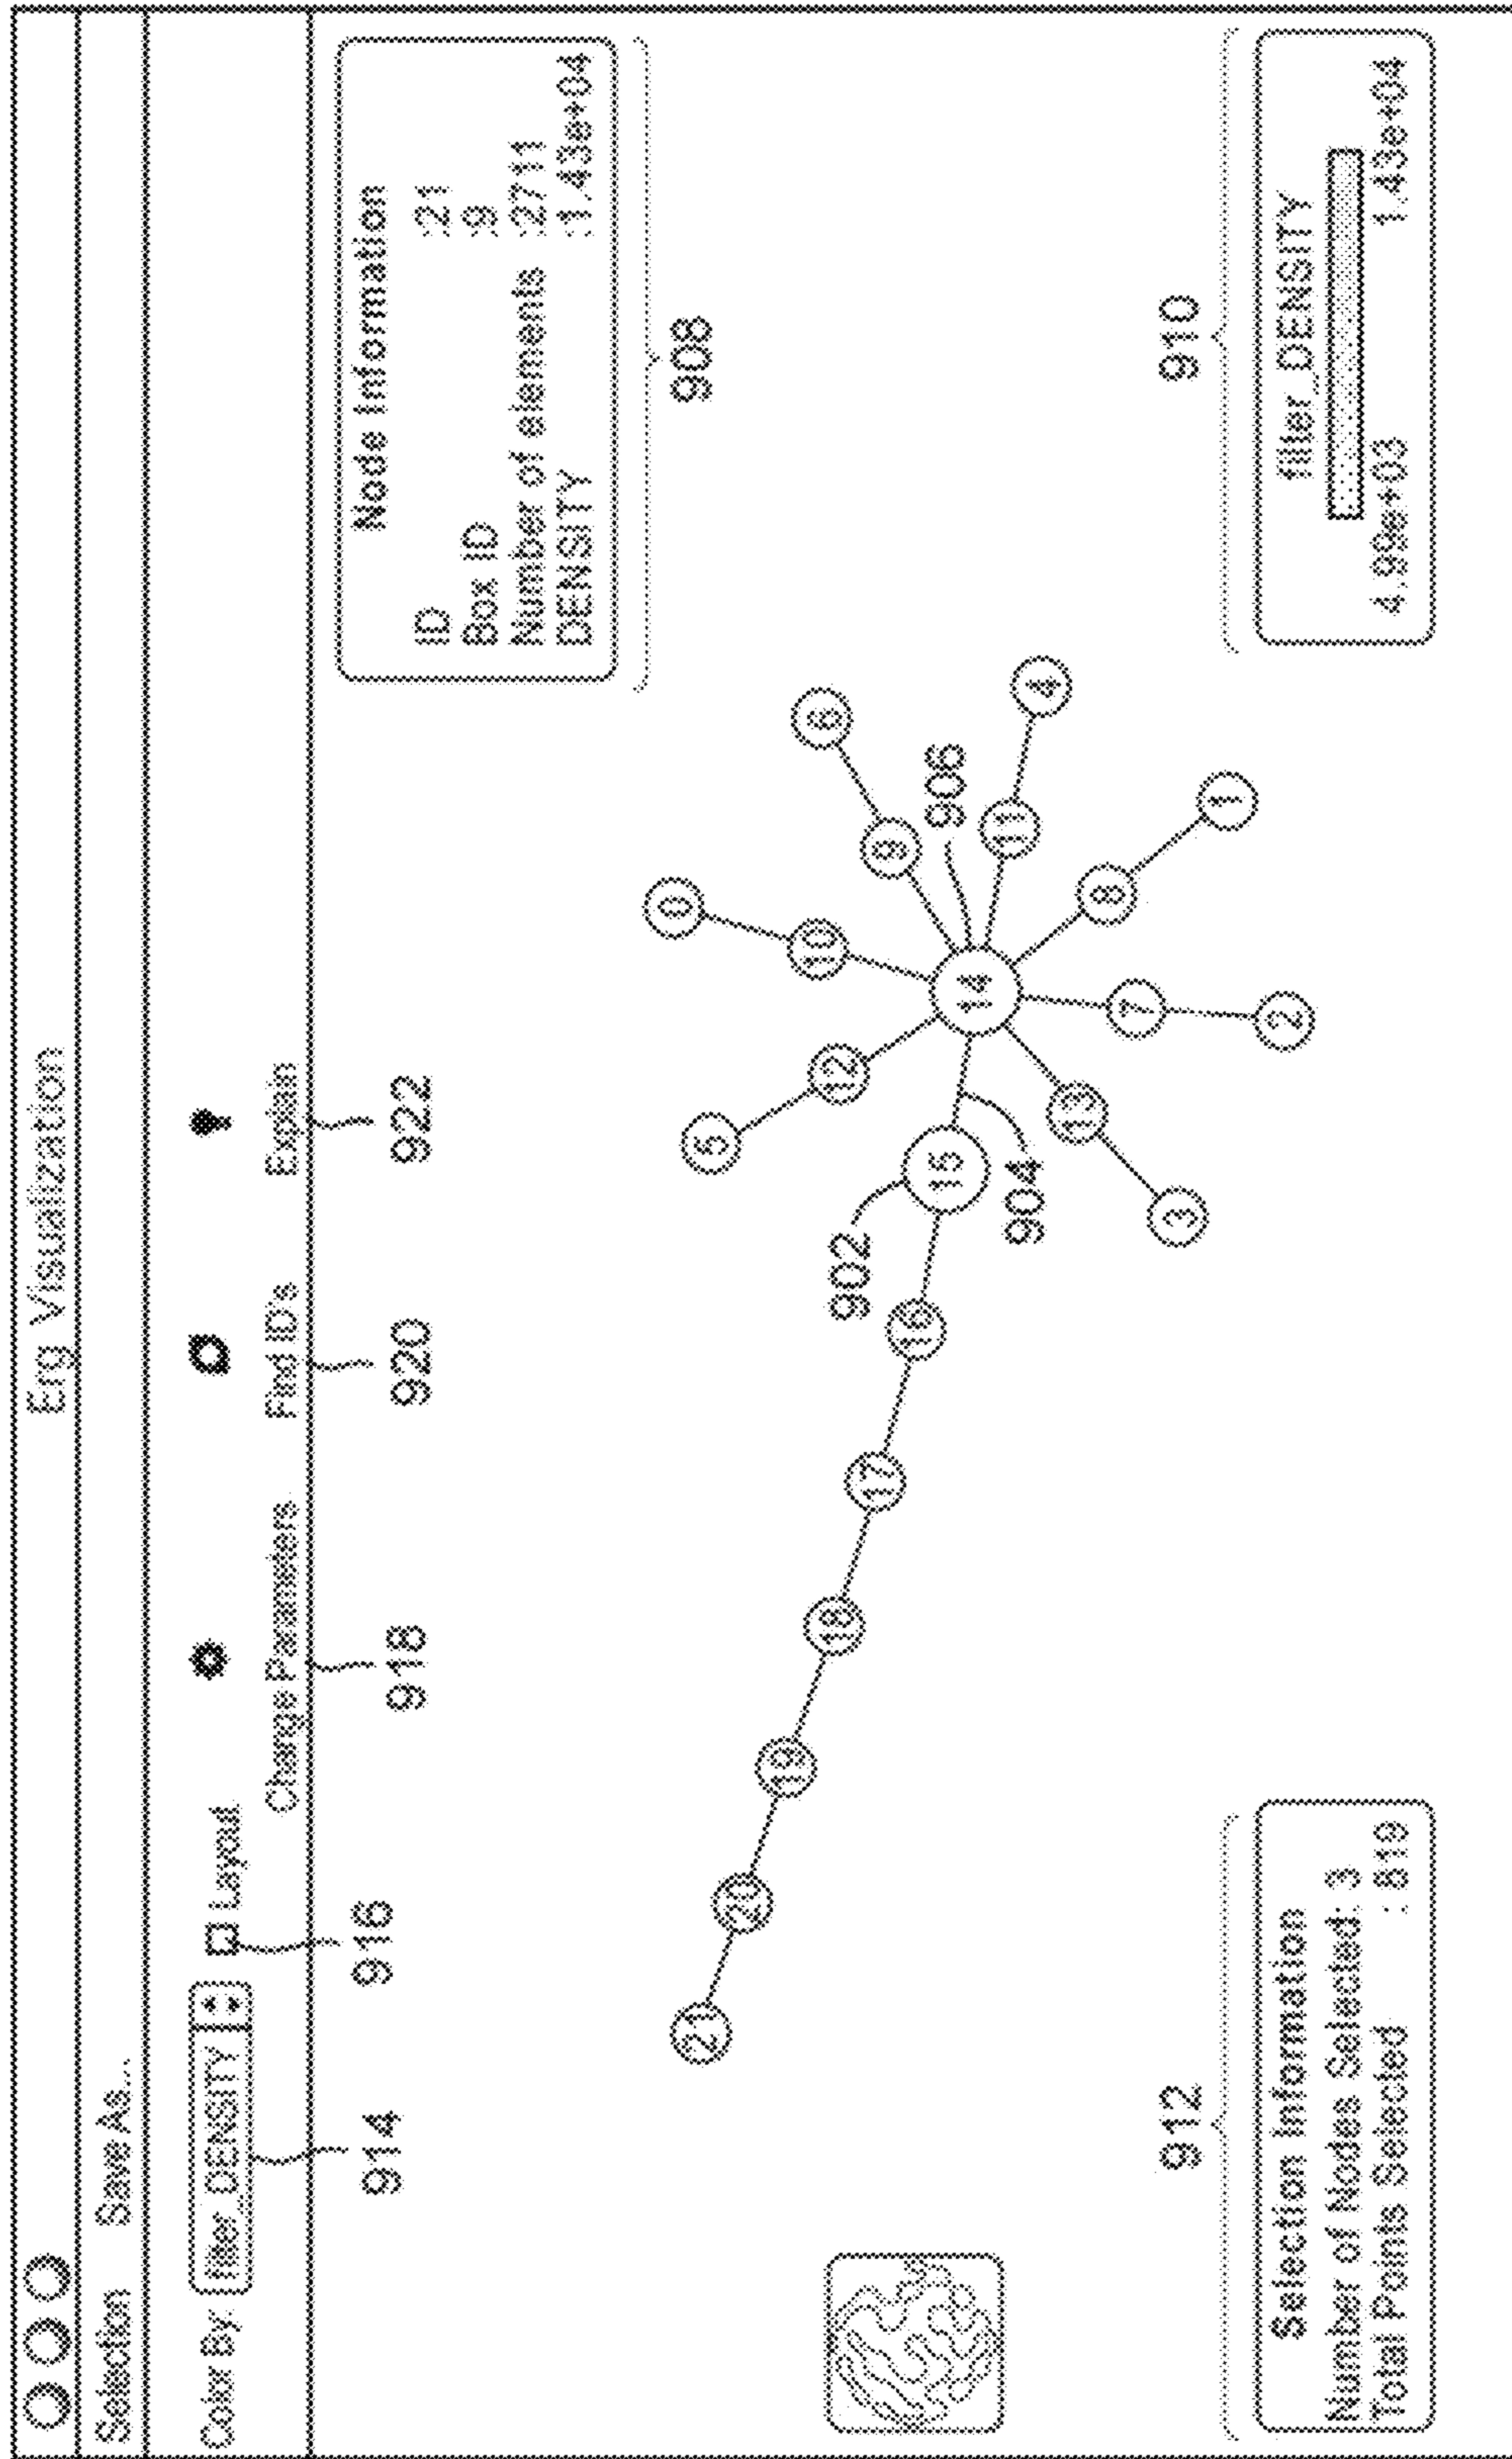 Erg Visualization
Selection Save As...
Color By: filter_DENSITY
Layout
Change Parameters
Find ID's
Explain
914
916
918
920
922
Node Information
ID :21
Box ID :9
Number of elements :2711
DENSITY :1.43e+04
908
21
20
19
18
17
16
15
14
5
12
0
10
9
6
11
4
8
1
7
2
13
3
902
904
906
912
Selection Information
Number of Nodes Selected: 3
Total Points Selected : 819
910
filler_DENSITY
4.99e+03 1.43e+04